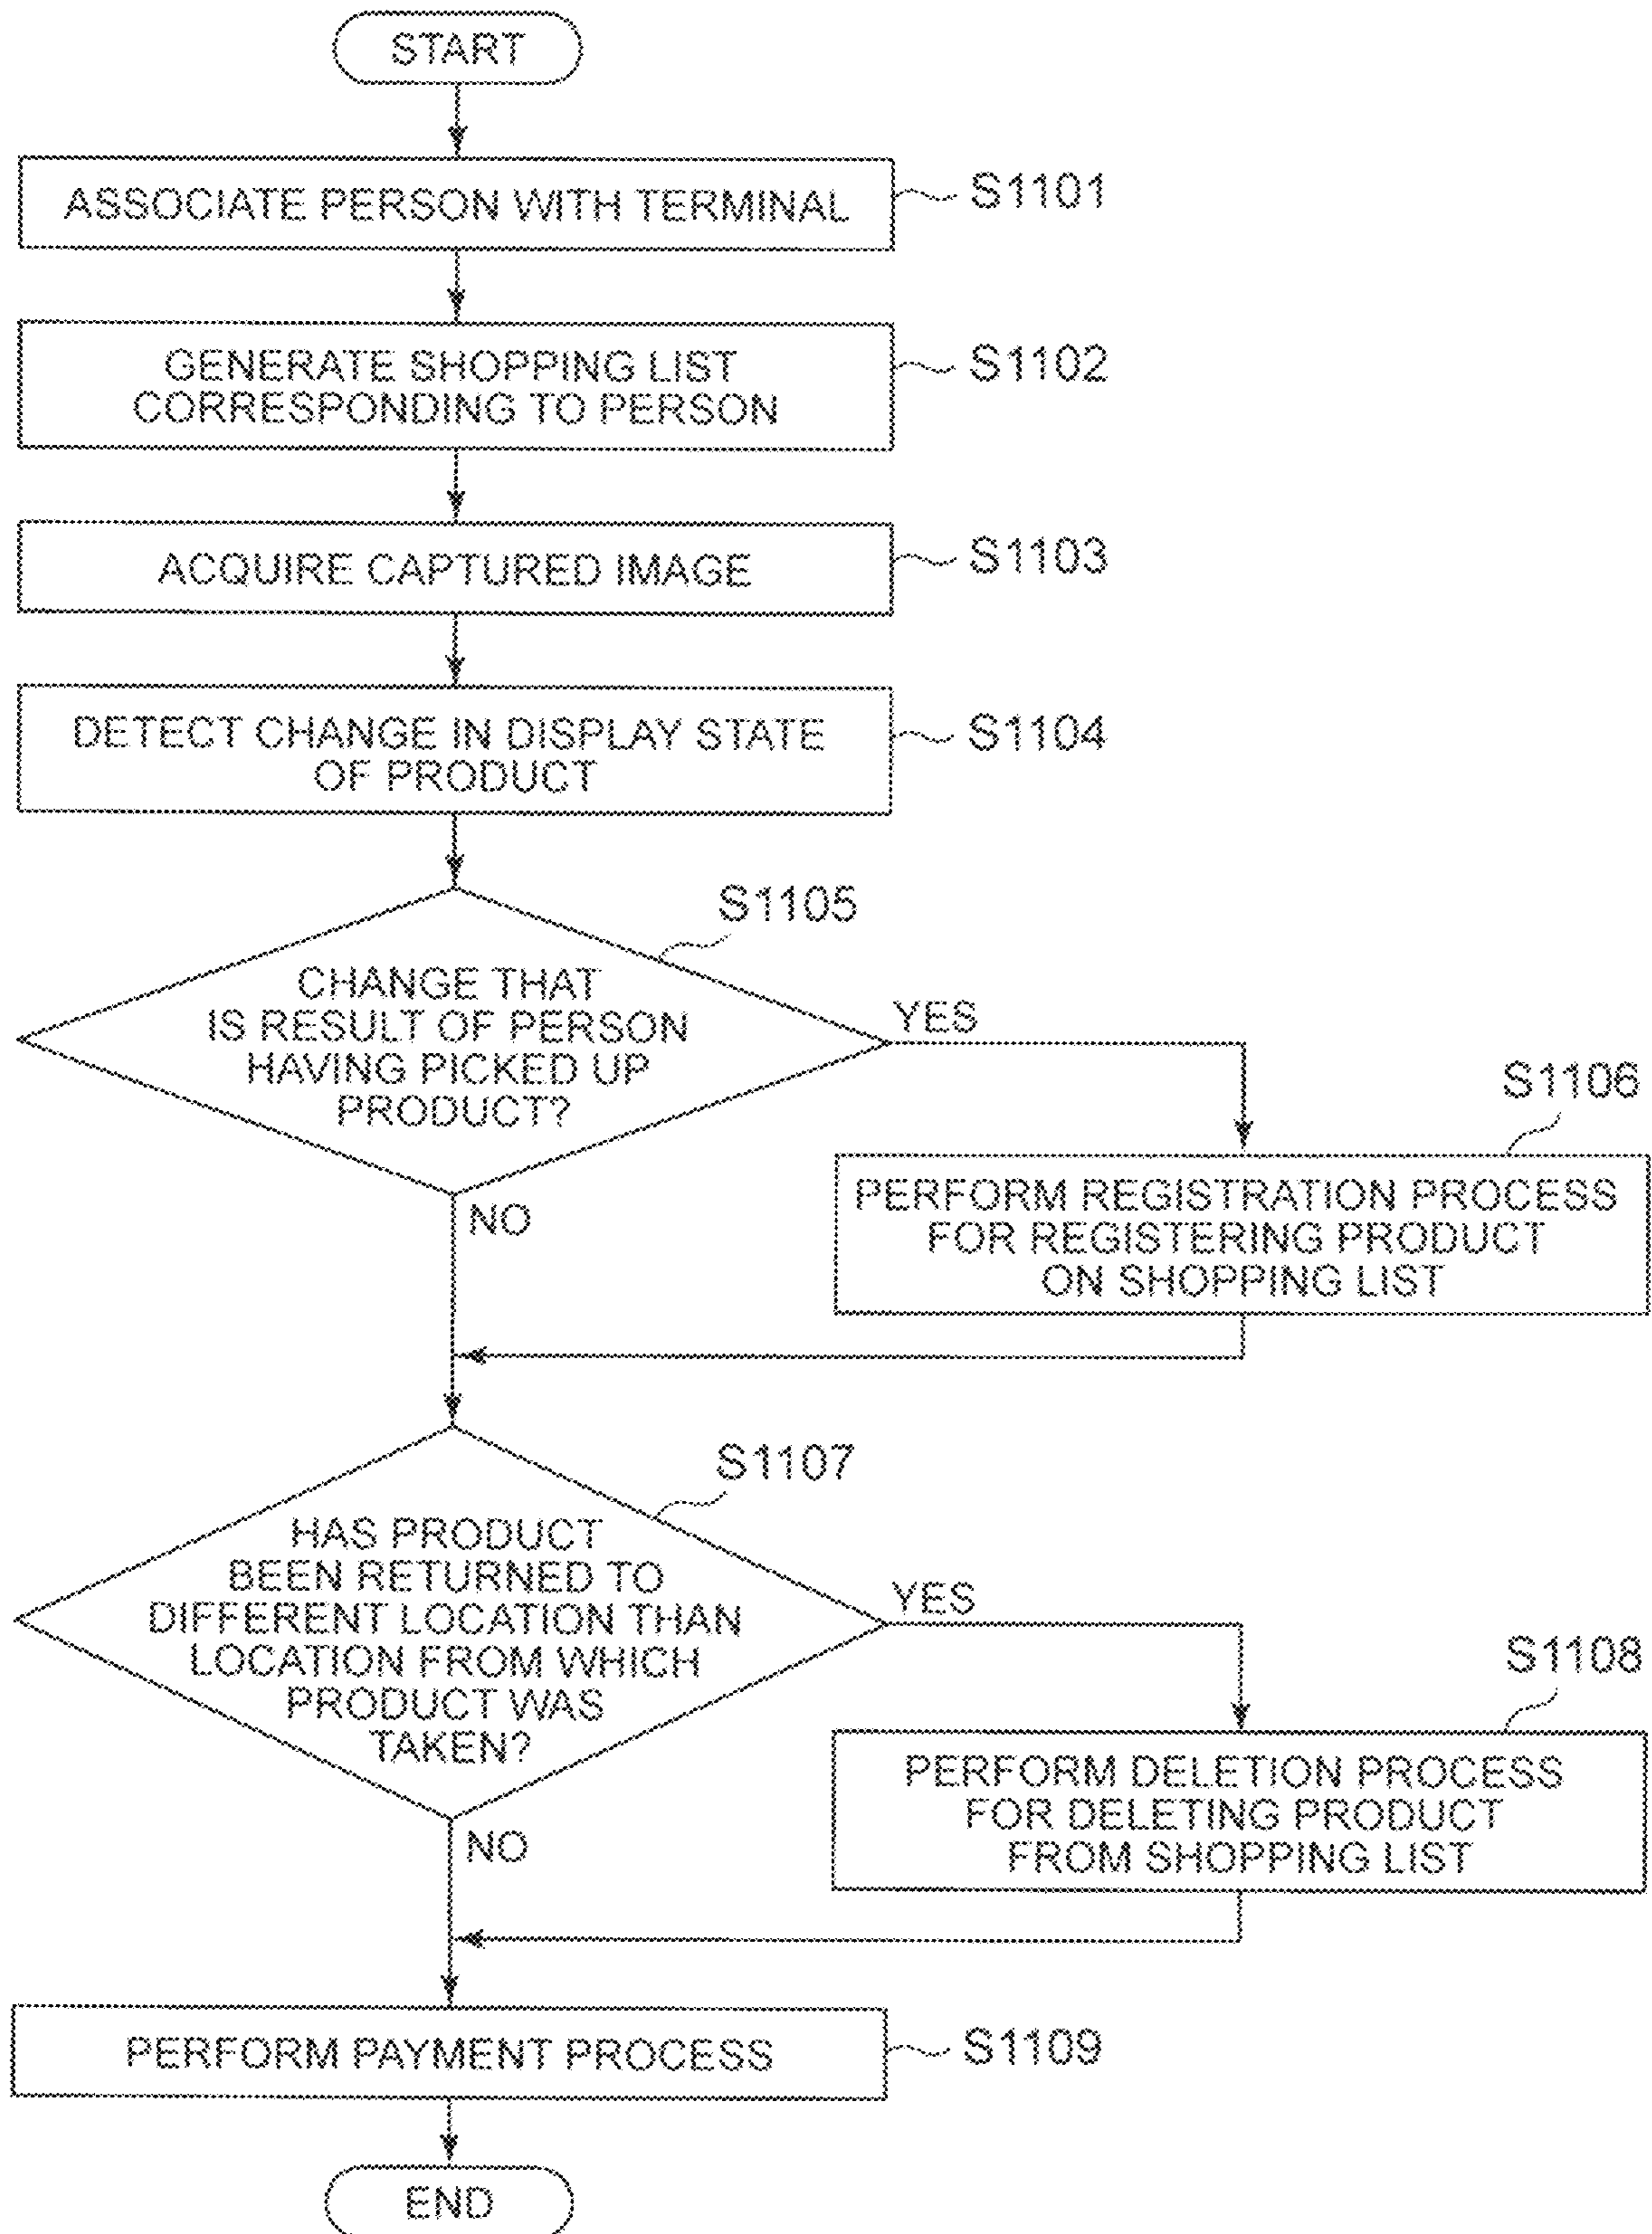 START
ASSOCIATE PERSON WITH TERMINAL
S1101
GENERATE SHOPPING LIST
CORRESPONDING TO PERSON
S1102
ACQUIRE CAPTURED IMAGE
S1103
DETECT CHANGE IN DISPLAY STATE
OF PRODUCT
S1104
S1105
CHANGE THAT
IS RESULT OF PERSON
HAVING PICKED UP
PRODUCT?
YES
NO
S1106
PERFORM REGISTRATION PROCESS
FOR REGISTERING PRODUCT
ON SHOPPING LIST
S1107
HAS PRODUCT
BEEN RETURNED TO
DIFFERENT LOCATION THAN
LOCATION FROM WHICH
PRODUCT WAS
TAKEN?
YES
NO
S1108
PERFORM DELETION PROCESS
FOR DELETING PRODUCT
FROM SHOPPING LIST
PERFORM PAYMENT PROCESS
S1109
END